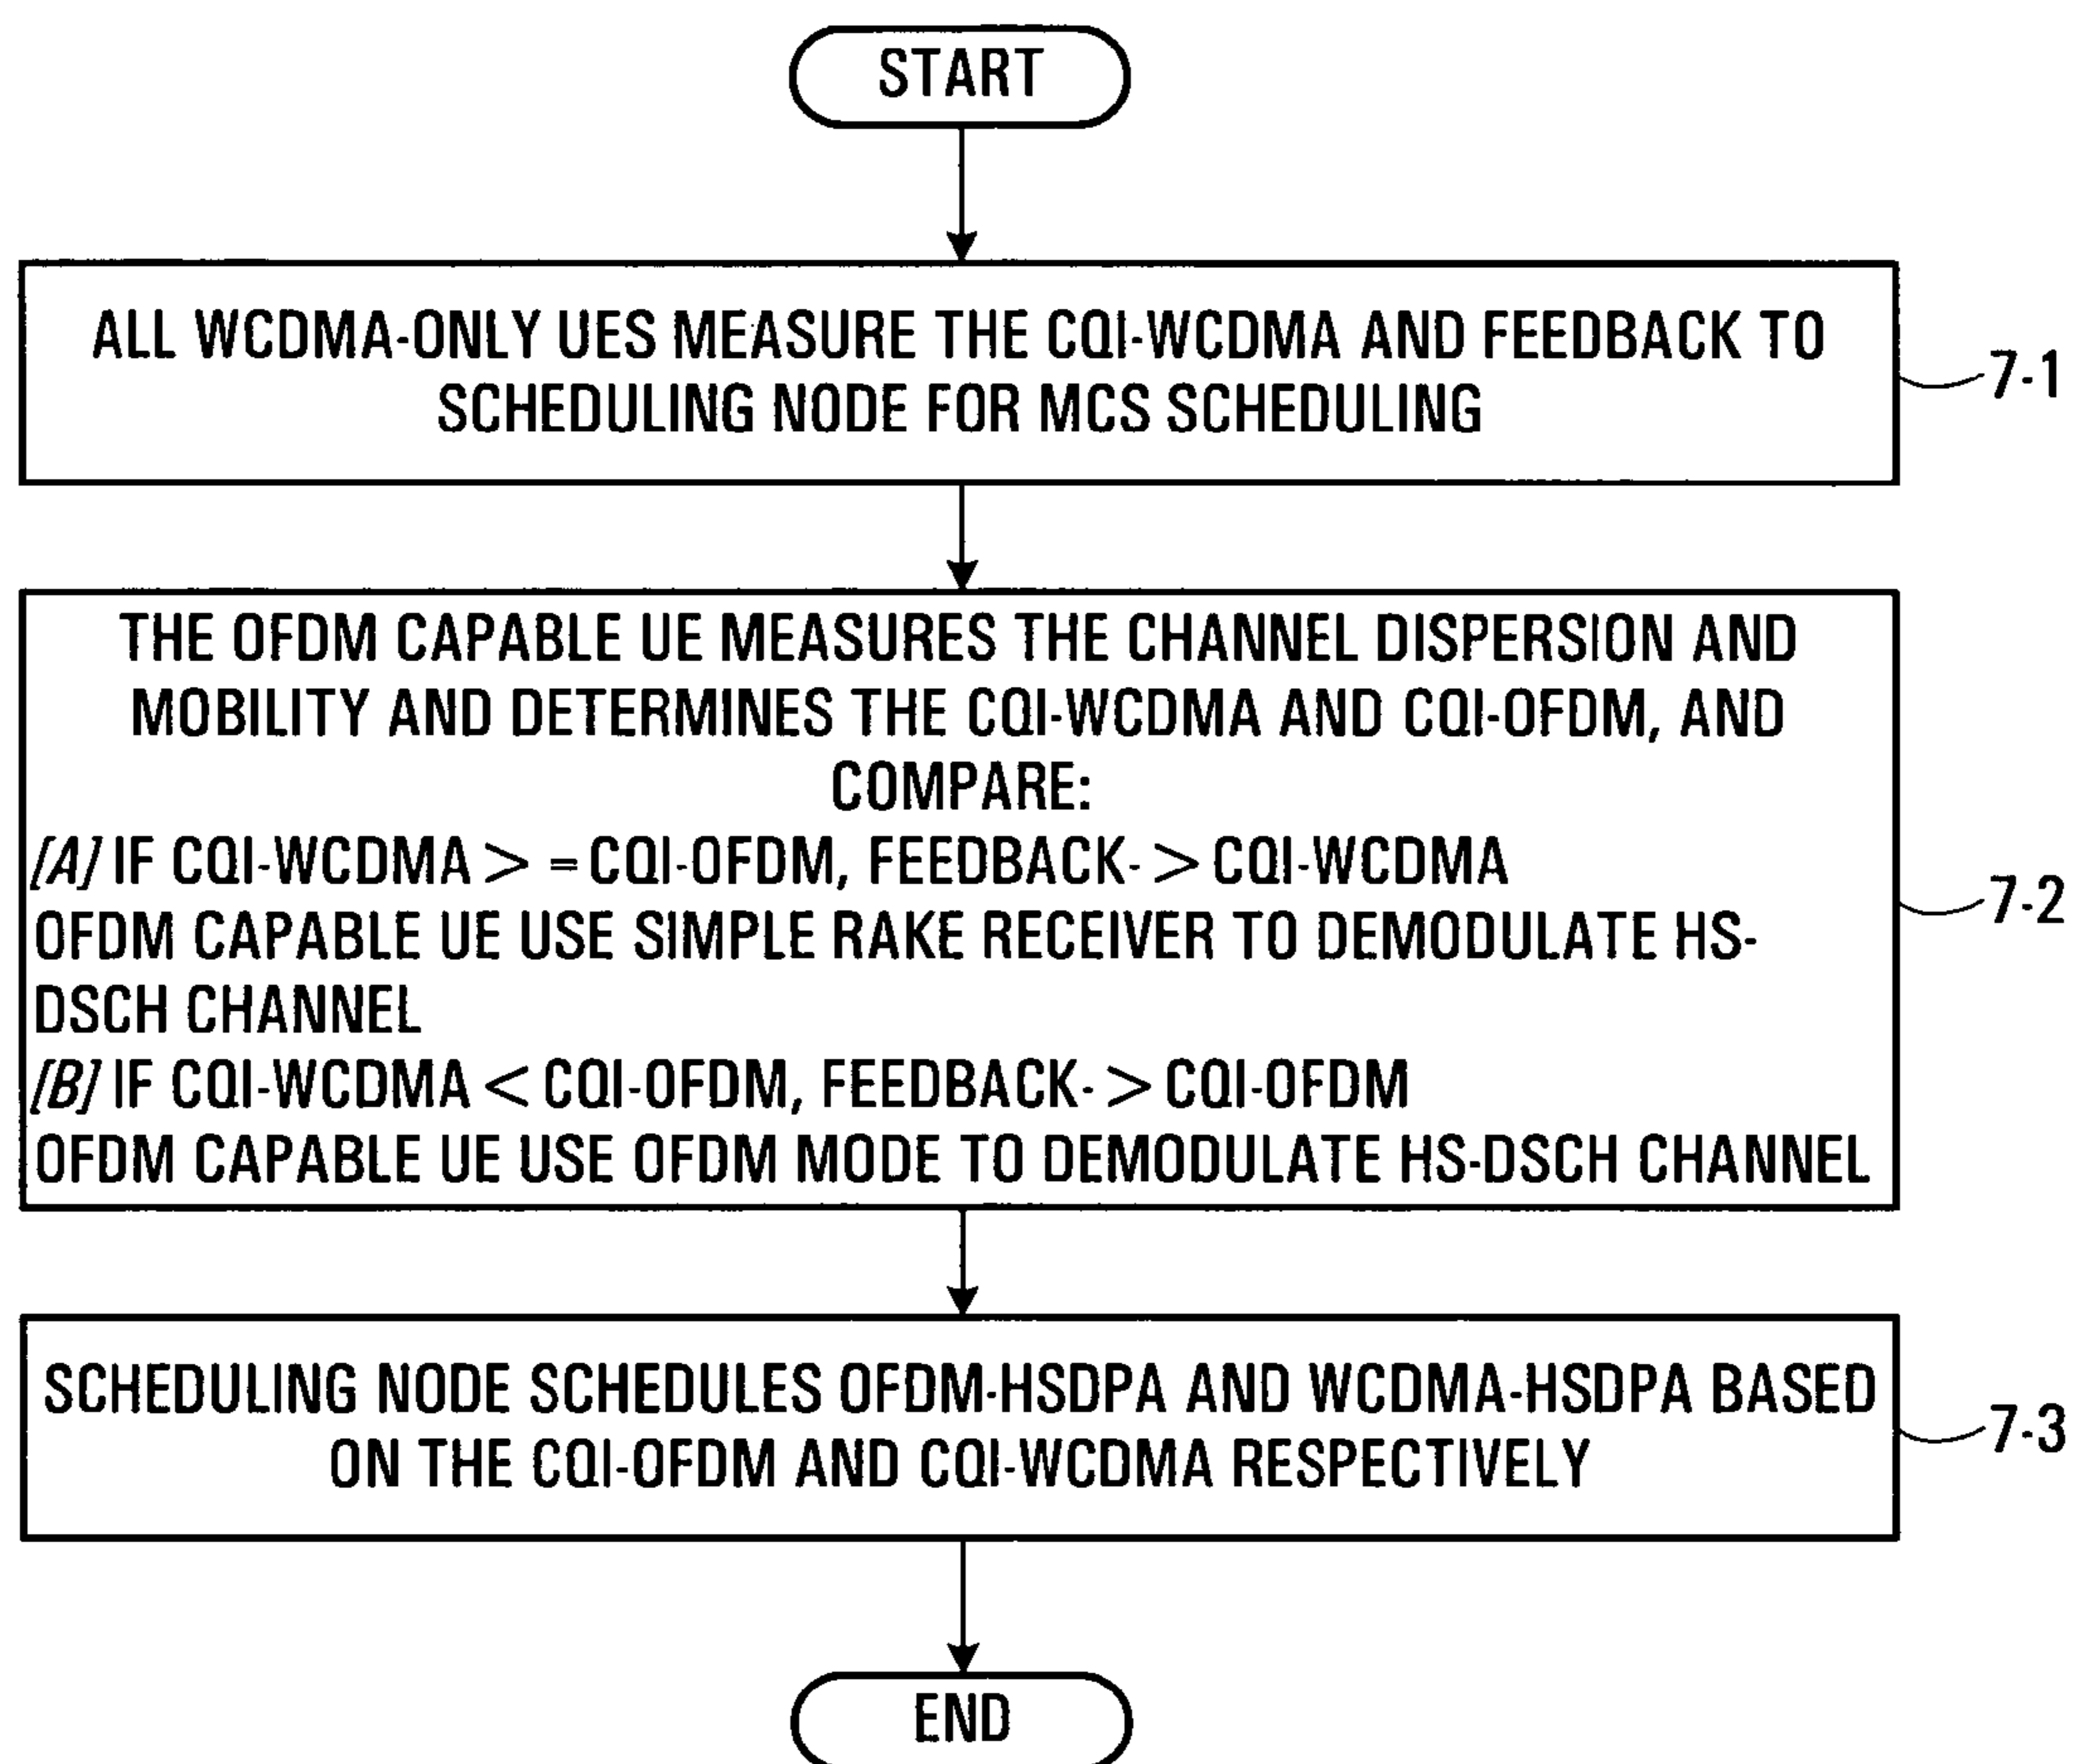 START
ALL WCDMA-ONLY UES MEASURE THE CQI-WCDMA AND FEEDBACK TO
SCHEDULING NODE FOR MCS SCHEDULING
7-1
THE OFDM CAPABLE UE MEASURES THE CHANNEL DISPERSION AND
MOBILITY AND DETERMINES THE CQI-WCDMA AND CQI-OFDM, AND
COMPARE:
[A] IF CQI-WCDMA > = CQI-OFDM, FEEDBACK- > CQI-WCDMA
OFDM CAPABLE UE USE SIMPLE RAKE RECEIVER TO DEMODULATE HS-
DSCH CHANNEL
[B] IF CQI-WCDMA < CQI-OFDM, FEEDBACK- > CQI-OFDM
OFDM CAPABLE UE USE OFDM MODE TO DEMODULATE HS-DSCH CHANNEL
7-2
SCHEDULING NODE SCHEDULES OFDM-HSDPA AND WCDMA-HSDPA BASED
ON THE CQI-OFDM AND CQI-WCDMA RESPECTIVELY
7-3
END